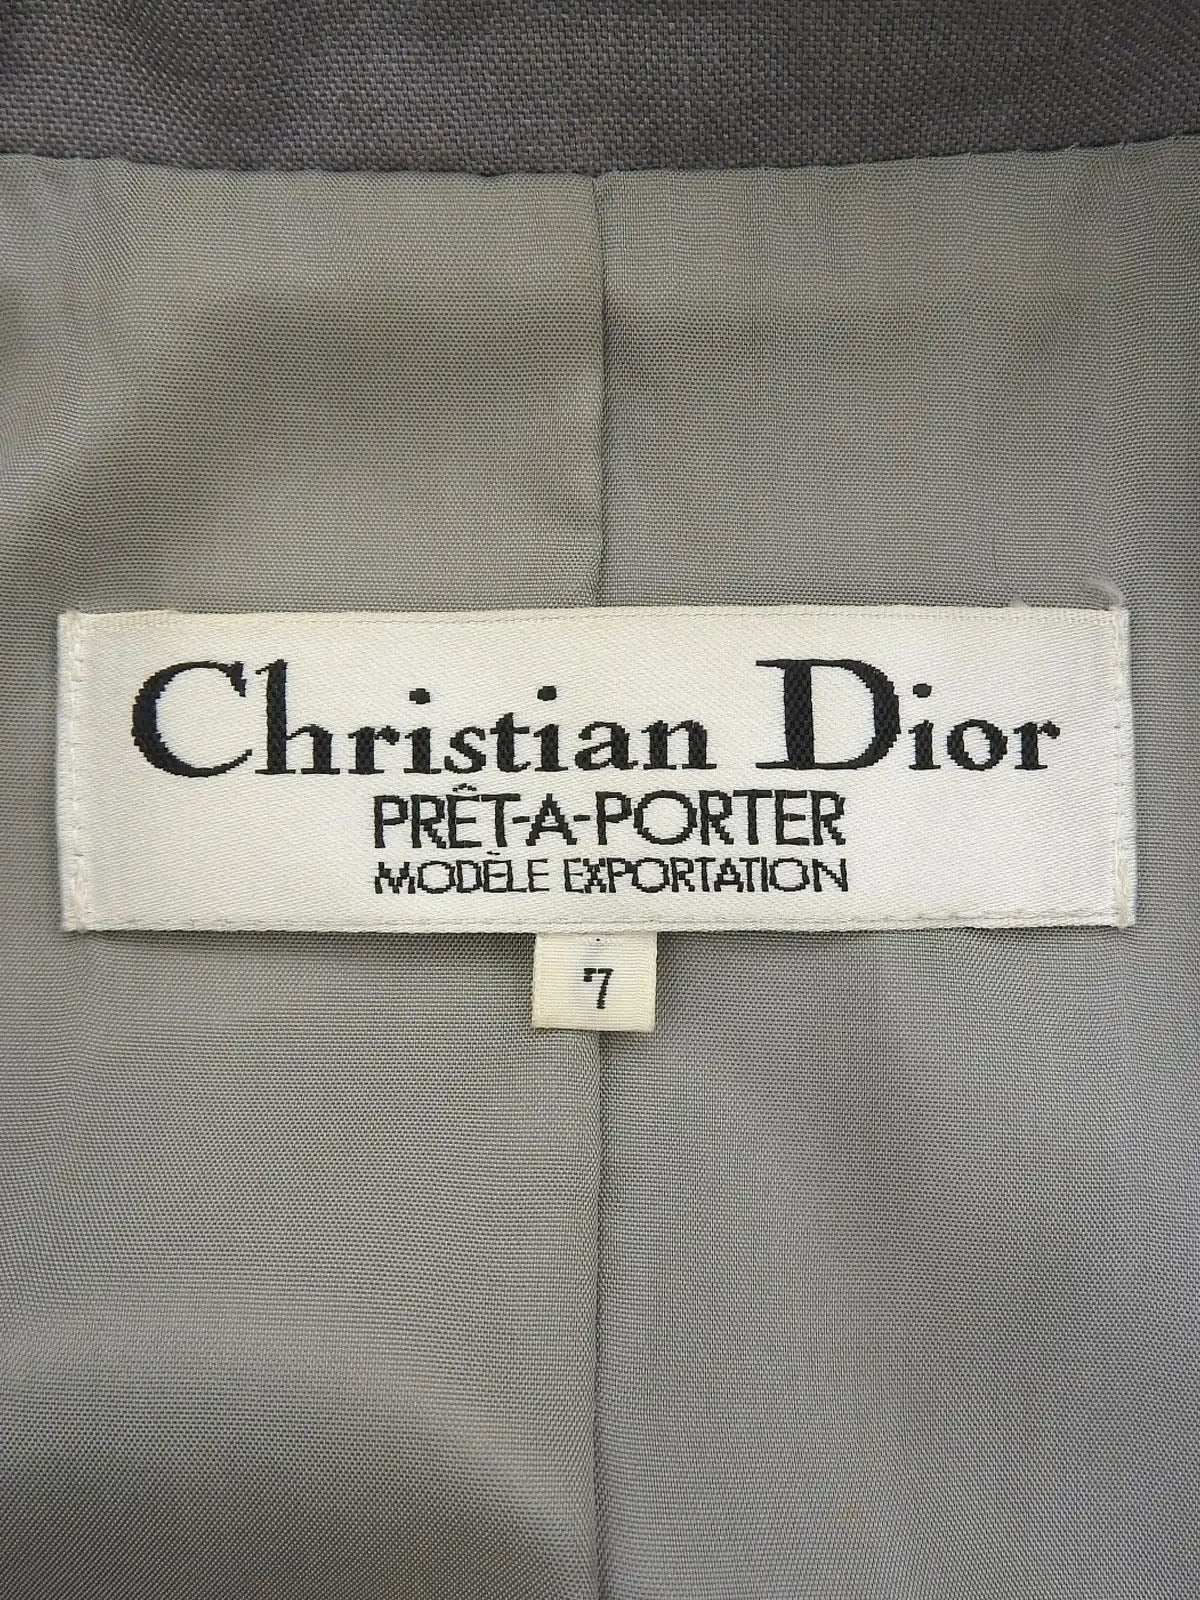 Christian Dior
PRÊT-A-PORTER
MODÈLE EXPORTATION
7